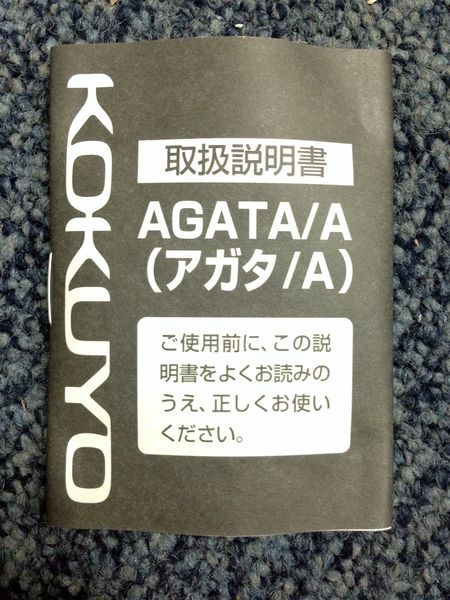 KOKUYO
取扱説明書
AGATA/A
(アガタ/A)
ご使用前に、この説
明書をよくお読みの
うえ、正しくお使い
ください。